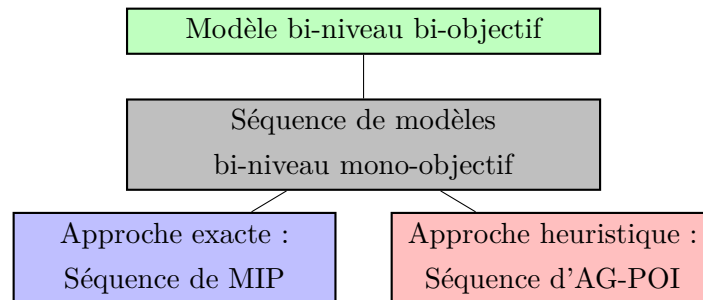 Modèle bi-niveau bi-objectif
Séquence de modèles
bi-niveau mono-objectif
Approche exacte :
Séquence de MIP
Approche heuristique :
Séquence d'AG-POI